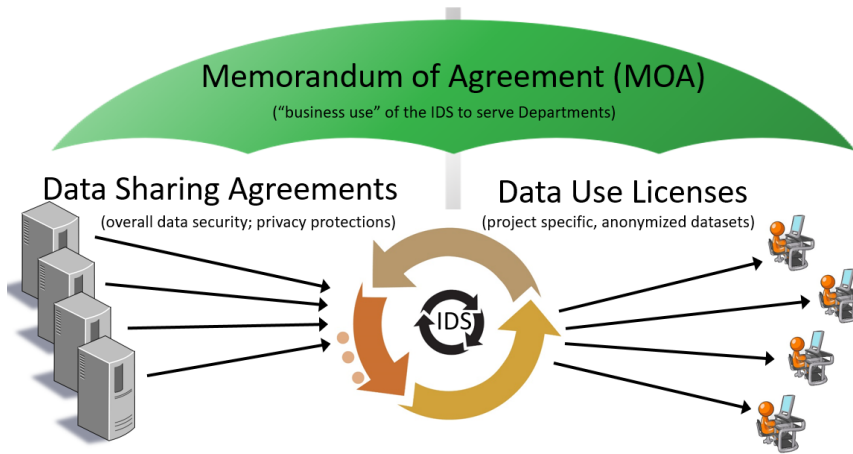 Memorandum of Agreement (MOA)
(“business use” of the IDS to serve Departments)
Data Sharing Agreements
(overall data security; privacy protections)
Data Use Licenses
(project specific, anonymized datasets)
IDS